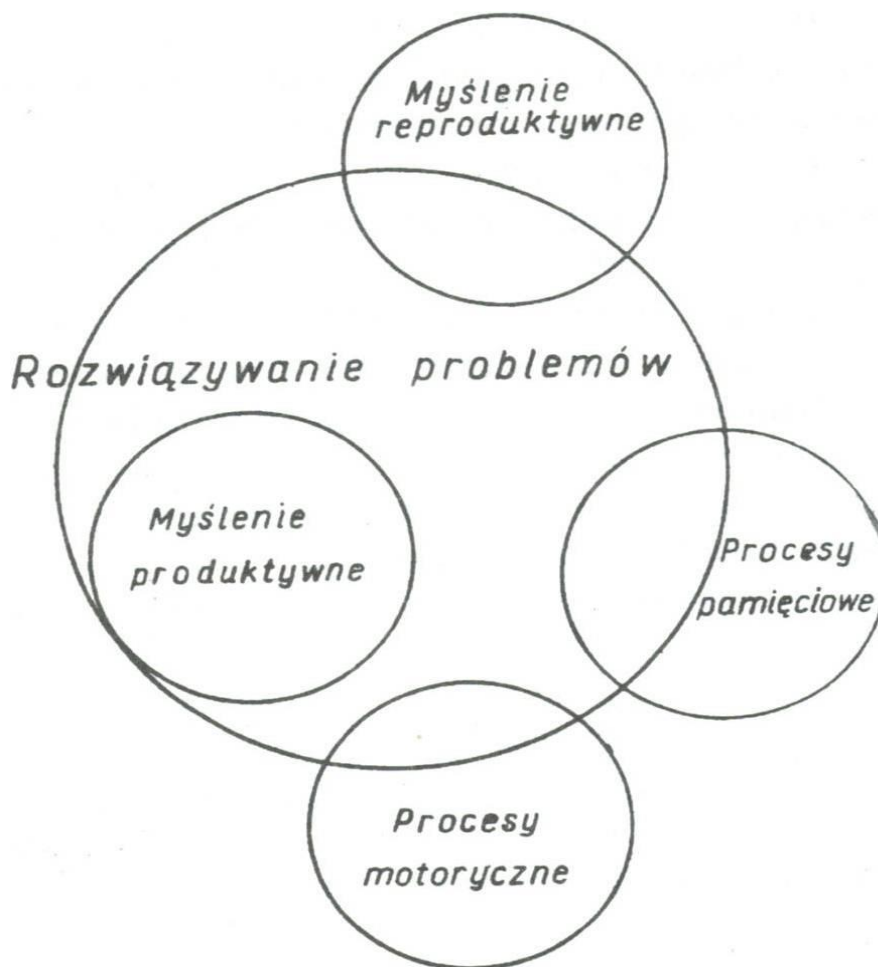 Myślenie
reproduktywne
Rozwiązywanie problemów
Myślenie
produktywne
Procesy
pamięciowe
Procesy
motoryczne